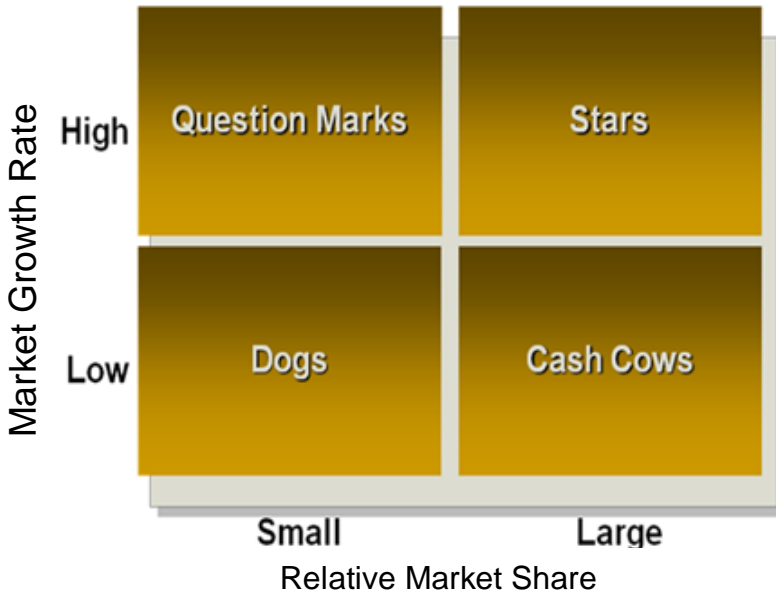 Market Growth Rate
High
Question Marks
Stars
Low
Dogs
Cash Cows
Small
Large
Relative Market Share